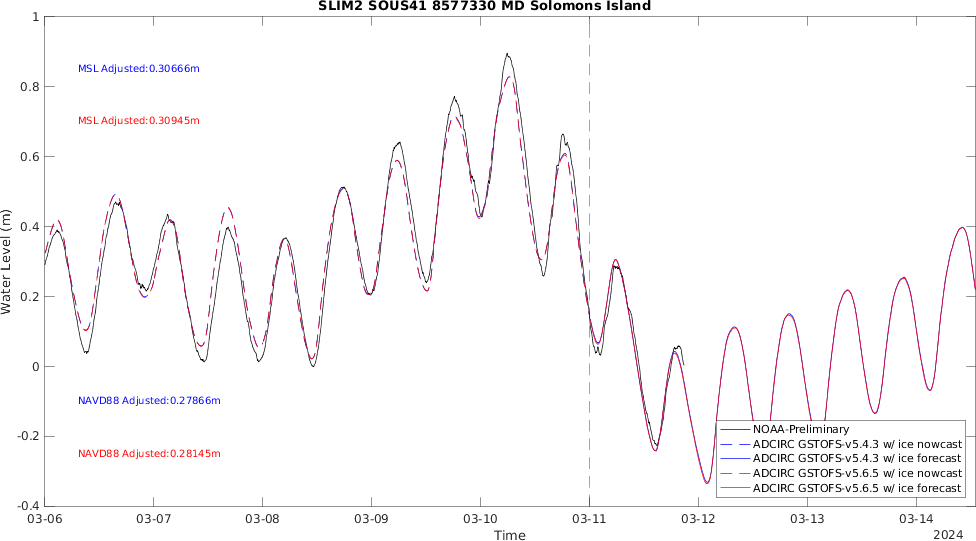 SLIM2 SOUS41 8577330 MD Solomons Island
1
0.8
0.6
0.4
0.2
0
-0.2
-0.4
Water Level (m)
MSL Adjusted:0.30666m
MSL Adjusted:0.30945m
NAVD88 Adjusted:0.27866m
NAVD88 Adjusted:0.28145m
NOAA-Preliminary
ADCIRC GSTOFS-v5.4.3 w/ ice nowcast
ADCIRC GSTOFS-v5.4.3 w/ ice forecast
ADCIRC GSTOFS-v5.6.5 w/ ice nowcast
ADCIRC GSTOFS-v5.6.5 w/ ice forecast
03-06 03-07 03-08 03-09 03-10 03-11 03-12 03-13 03-14
Time
2024